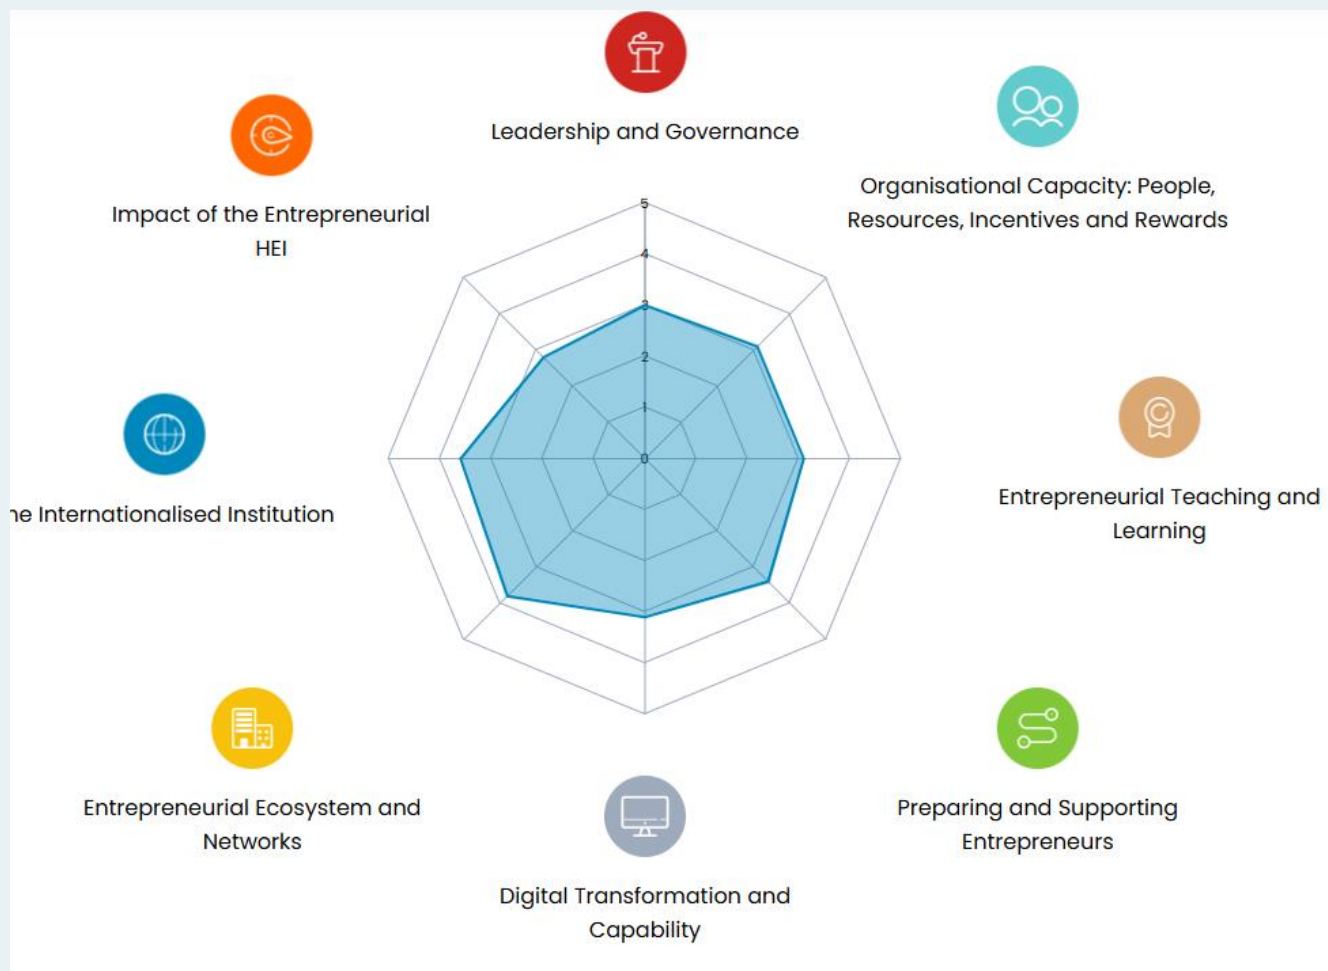 Leadership and Governance
Organisational Capacity: People,
Resources, Incentives and Rewards
Impact of the Entrepreneurial
HEI
5
4
3
2
1
0
Entrepreneurial Teaching and
Learning
Internationalised Institution
Entrepreneurial Ecosystem and
Networks
Preparing and Supporting
Entrepreneurs
Digital Transformation and
Capability